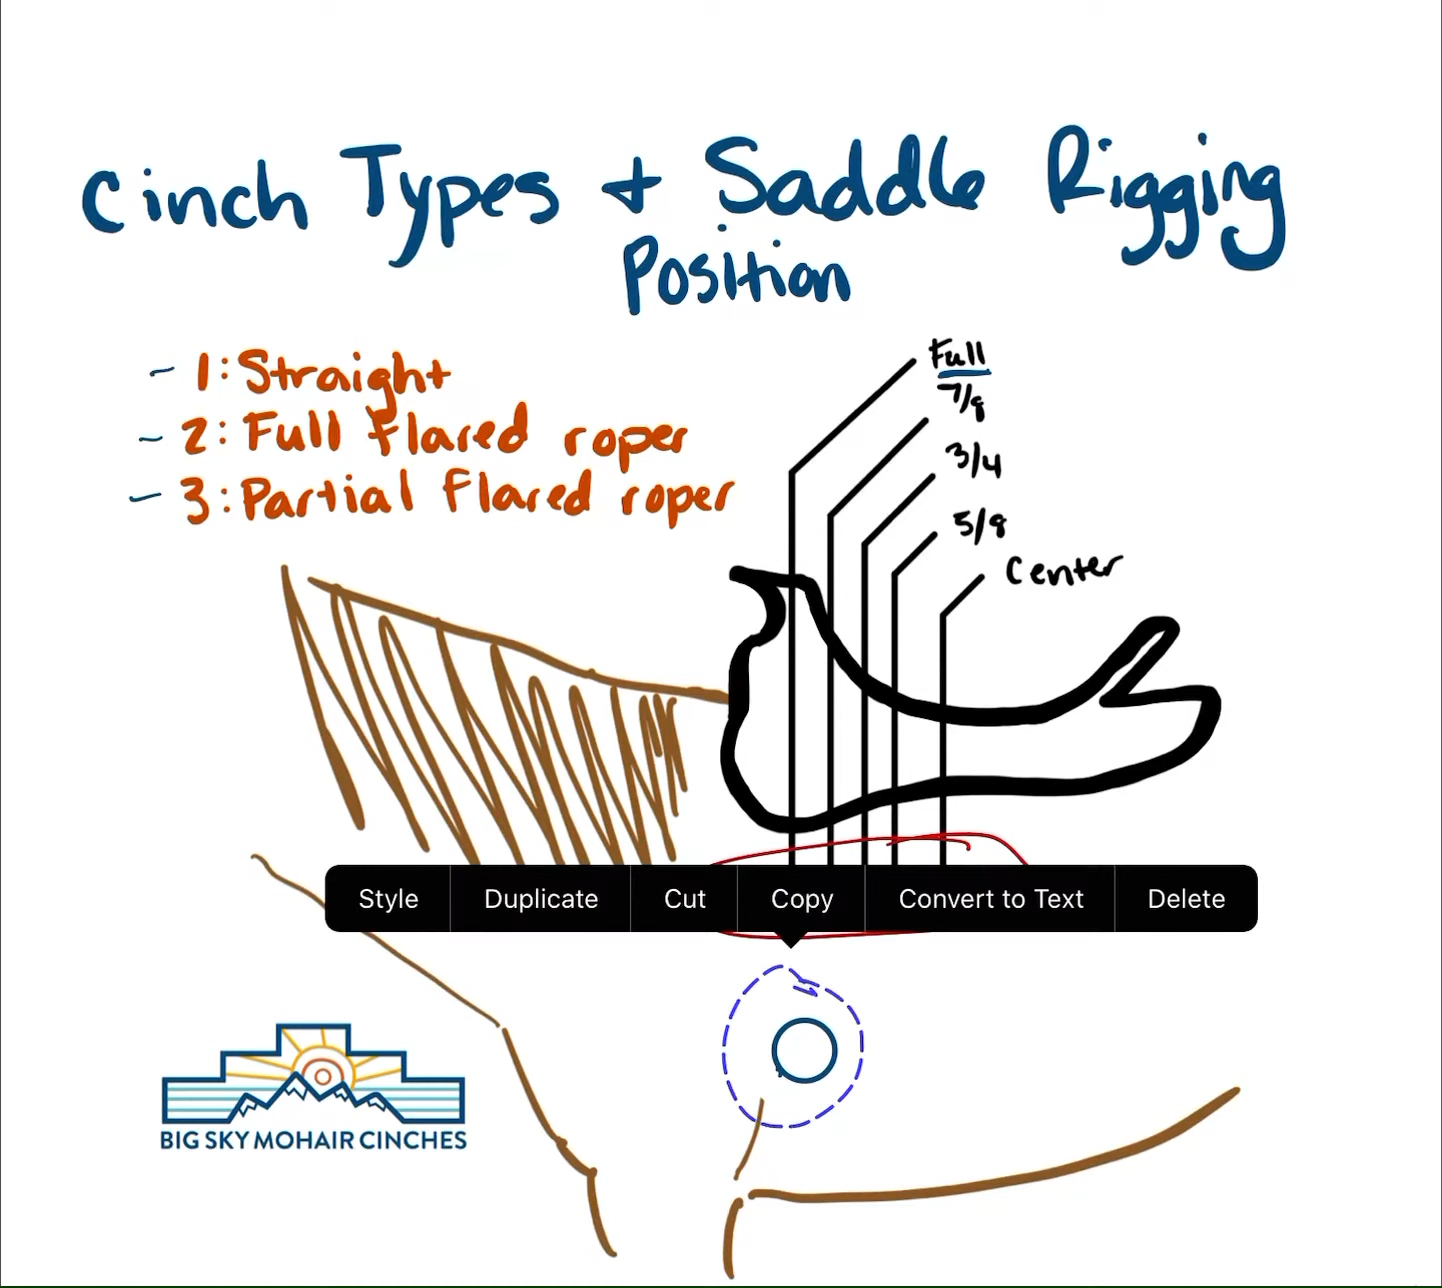 Cinch Types + Saddle Rigging
Position
- 1: Straight
- 2: Full flared roper
- 3: Partial Flared roper
Full
7/8
3/4
5/8
Center
Style Duplicate Cut Copy Convert to Text Delete
BIG SKY MOHAIR CINCHES